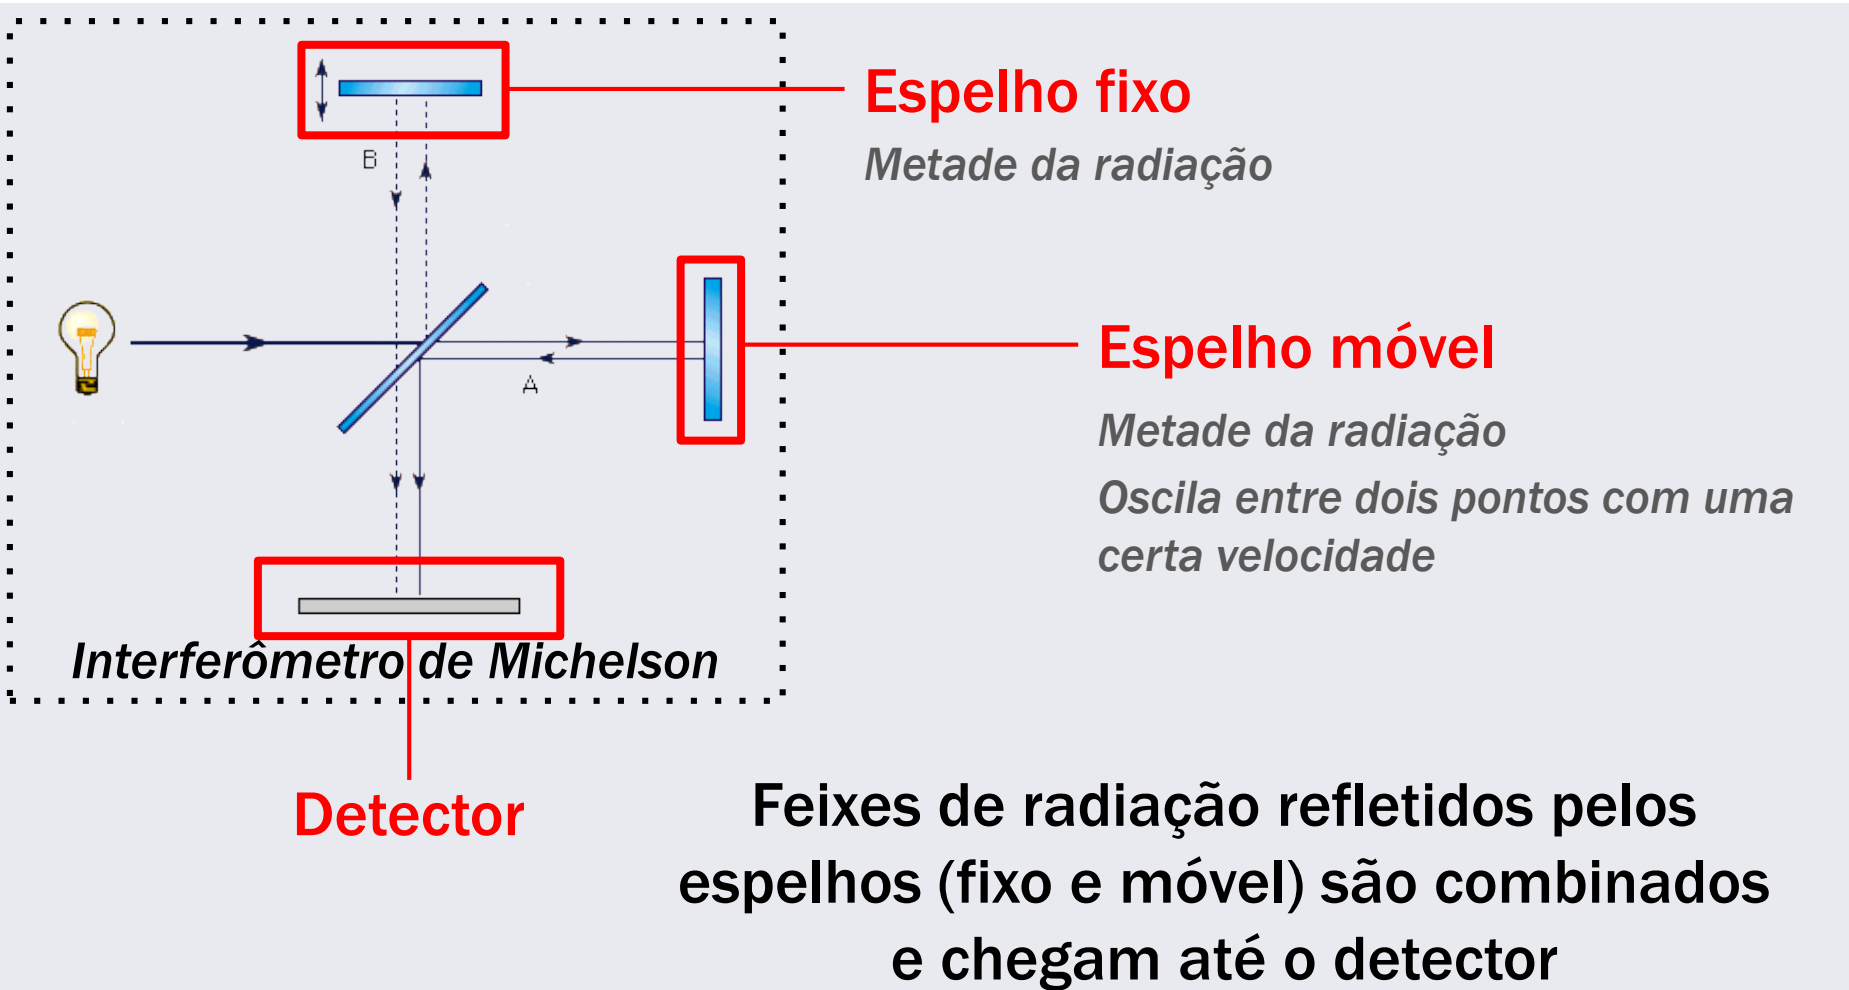 Espelho fixo
Metade da radiação
B
Espelho móvel
A
Metade da radiação
Oscila entre dois pontos com uma
certa velocidade
Interferômetro de Michelson
Detector
Feixes de radiação refletidos pelos
espelhos (fixo e móvel) são combinados
e chegam até o detector